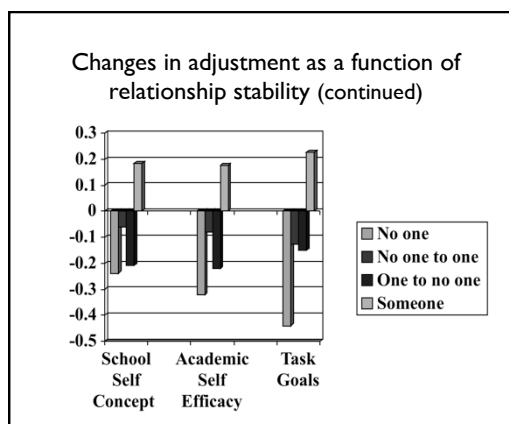 Changes in adjustment as a function of
relationship stability (continued)
0.3
0.2
0.1
0
-0.1
-0.2
-0.3
-0.4
-0.5
School
Self
Concept
Academic
Self
Efficacy
Task
Goals
No one
No one to one
One to no one
Someone